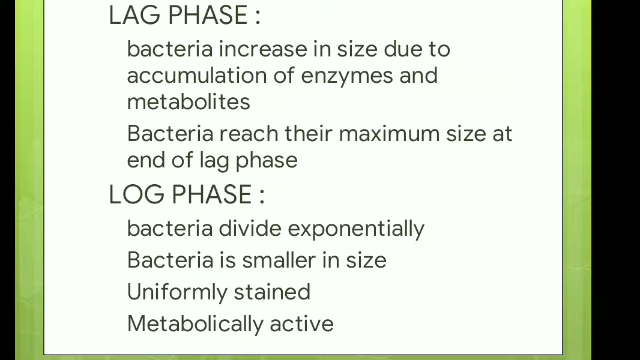 LAG PHASE :
bacteria increase in size due to
accumulation of enzymes and
metabolites
Bacteria reach their maximum size at
end of lag phase
LOG PHASE :
bacteria divide exponentially
Bacteria is smaller in size
Uniformly stained
Metabolically active